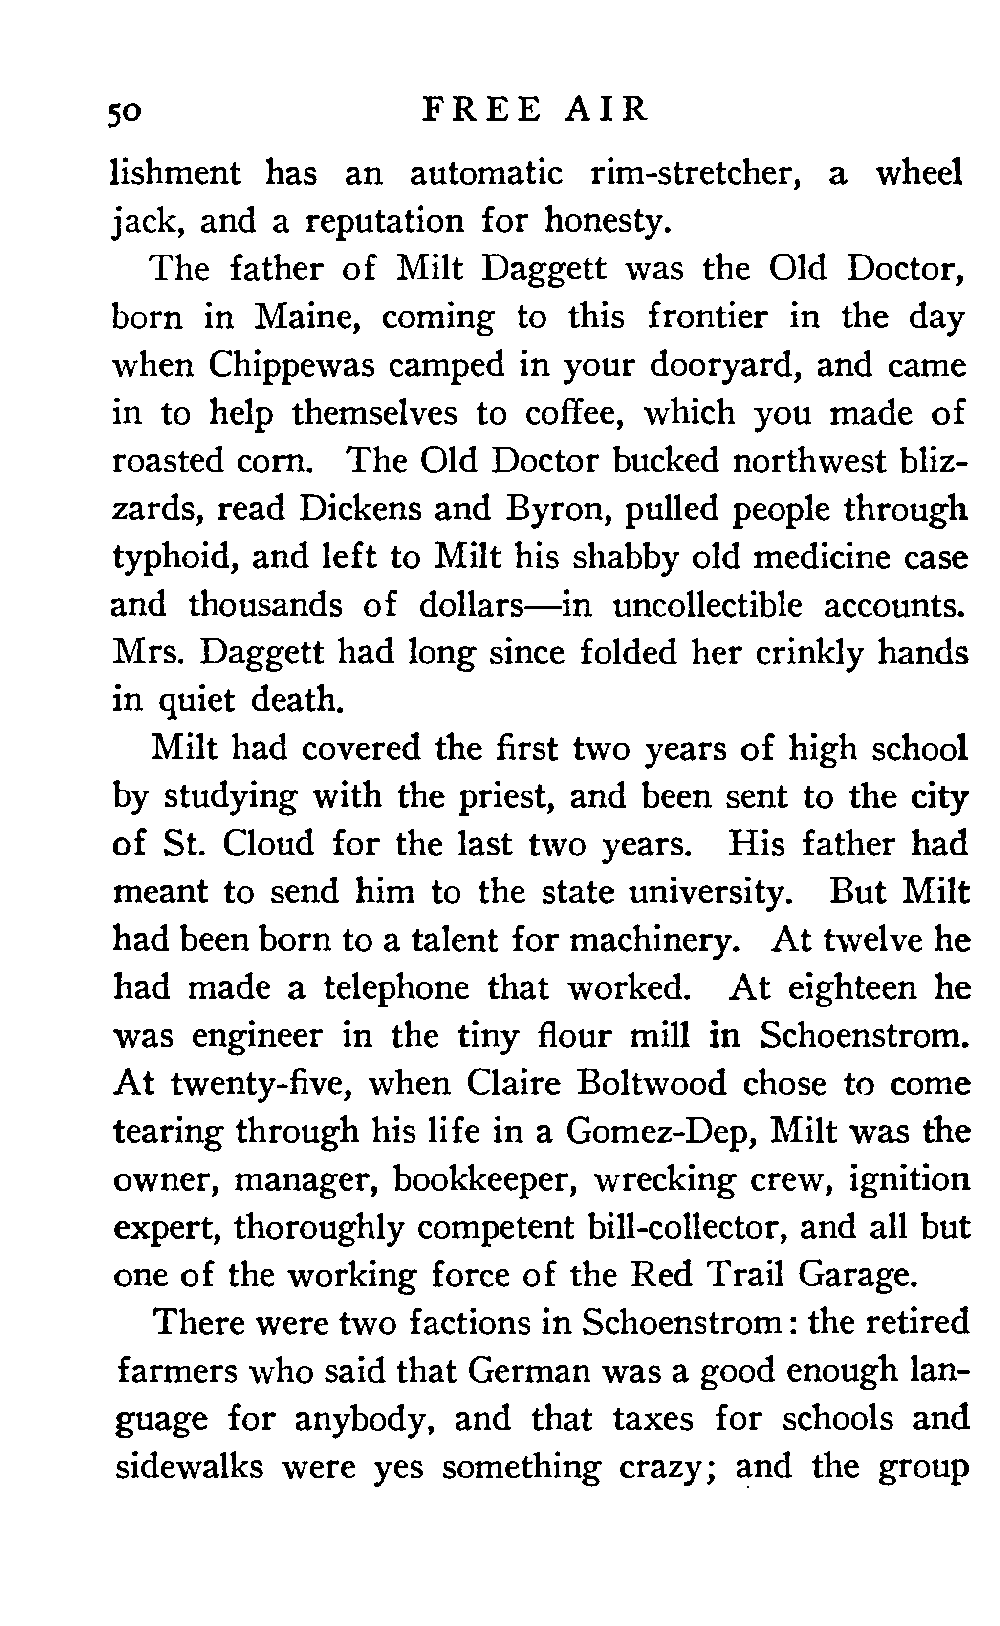 50 FREE AIR
lishment has an automatic rim-stretcher, a wheel
jack, and a reputation for honesty.
The father of Milt Daggett was the Old Doctor,
born in Maine, coming to this frontier in the day
when Chippewas camped in your dooryard, and came
in to help themselves to coffee, which you made of
roasted corn. The Old Doctor bucked northwest bliz-
zards, read Dickens and Byron, pulled people through
typhoid, and left to Milt his shabby old medicine case
and thousands of dollars—in uncollectible accounts.
Mrs. Daggett had long since folded her crinkly hands
in quiet death.
Milt had covered the first two years of high school
by studying with the priest, and been sent to the city
of St. Cloud for the last two years. His father had
meant to send him to the state university. But Milt
had been born to a talent for machinery. At twelve he
had made a telephone that worked. At eighteen he
was engineer in the tiny flour mill in Schoenstrom.
At twenty-five, when Claire Boltwood chose to come
tearing through his life in a Gomez-Dep, Milt was the
owner, manager, bookkeeper, wrecking crew, ignition
expert, thoroughly competent bill-collector, and all but
one of the working force of the Red Trail Garage.
There were two factions in Schoenstrom: the retired
farmers who said that German was a good enough lan-
guage for anybody, and that taxes for schools and
sidewalks were yes something crazy; and the group